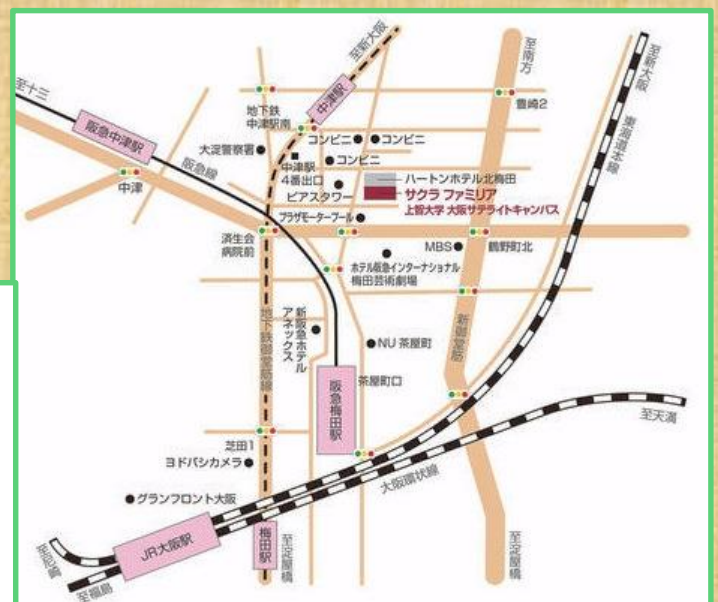 至新大阪
至南方
至新大阪
至十三
阪急中津駅
地下鉄
中津駅南
中津駅
豊崎2
東海道本線
大淀警察署
コンビニ
コンビニ
コンビニ
中津駅
4番出口
阪急線
中津
ピアスタワー
ハートンホテル北梅田
サクラ ファミリア
上智大学 大阪サテライトキャンパス
プラザモータープール
済生会
病院前
MBS
鶴野町北
ホテル阪急インターナショナル
梅田芸術劇場
新阪急ホテル
アネックス
地下鉄御堂筋線
新御堂筋
NU 茶屋町
阪急梅田駅
茶屋町口
至天満
芝田1
ヨドバシカメラ
大阪環状線
グランフロント大阪
JR大阪駅
梅田駅
至淀屋橋
至淀屋橋
至尼崎
至福島